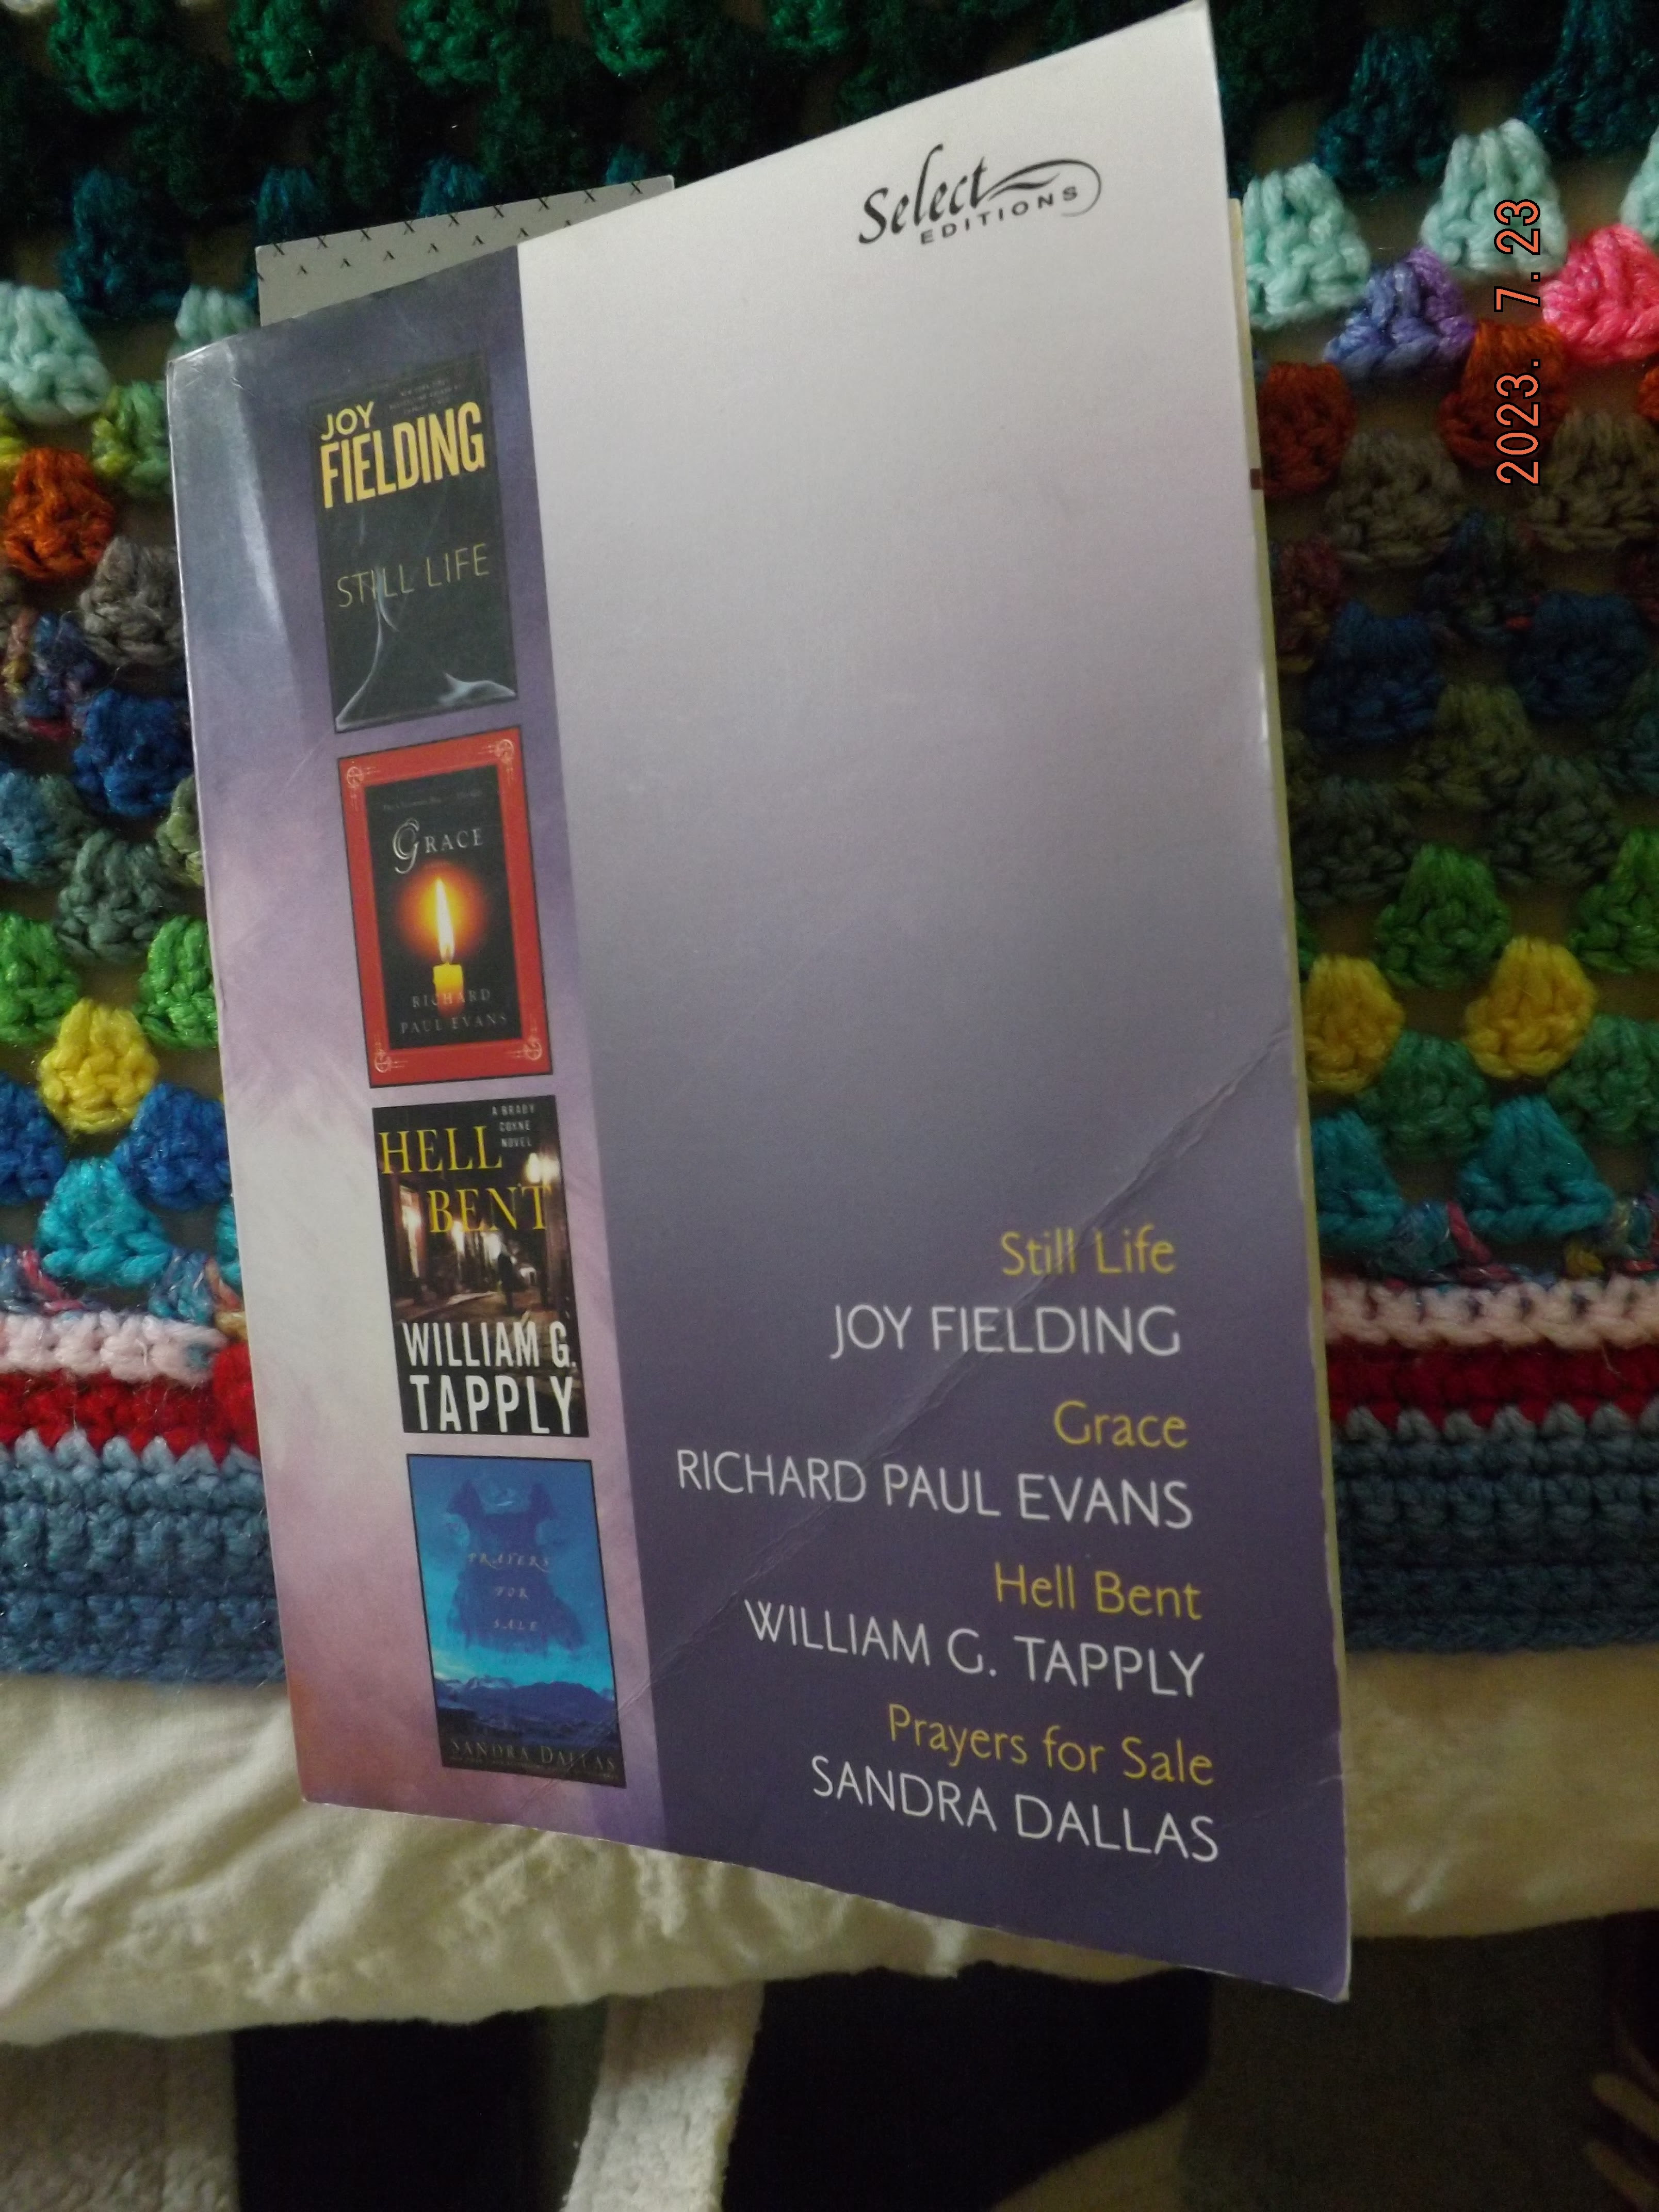 Select
EDITIONS
JOY
FIELDING
STILL LIFE
GRACE
RICHARD
PAUL EVANS
A BRADY
COYNE
NOVEL
HELL
BENT
WILLIAM G.
TAPPLY
PRAYERS
FOR
SALE
SANDRA DALLAS
Still Life
JOY FIELDING
Grace
RICHARD PAUL EVANS
Hell Bent
WILLIAM G. TAPPLY
Prayers for Sale
SANDRA DALLAS
2023. 7. 23